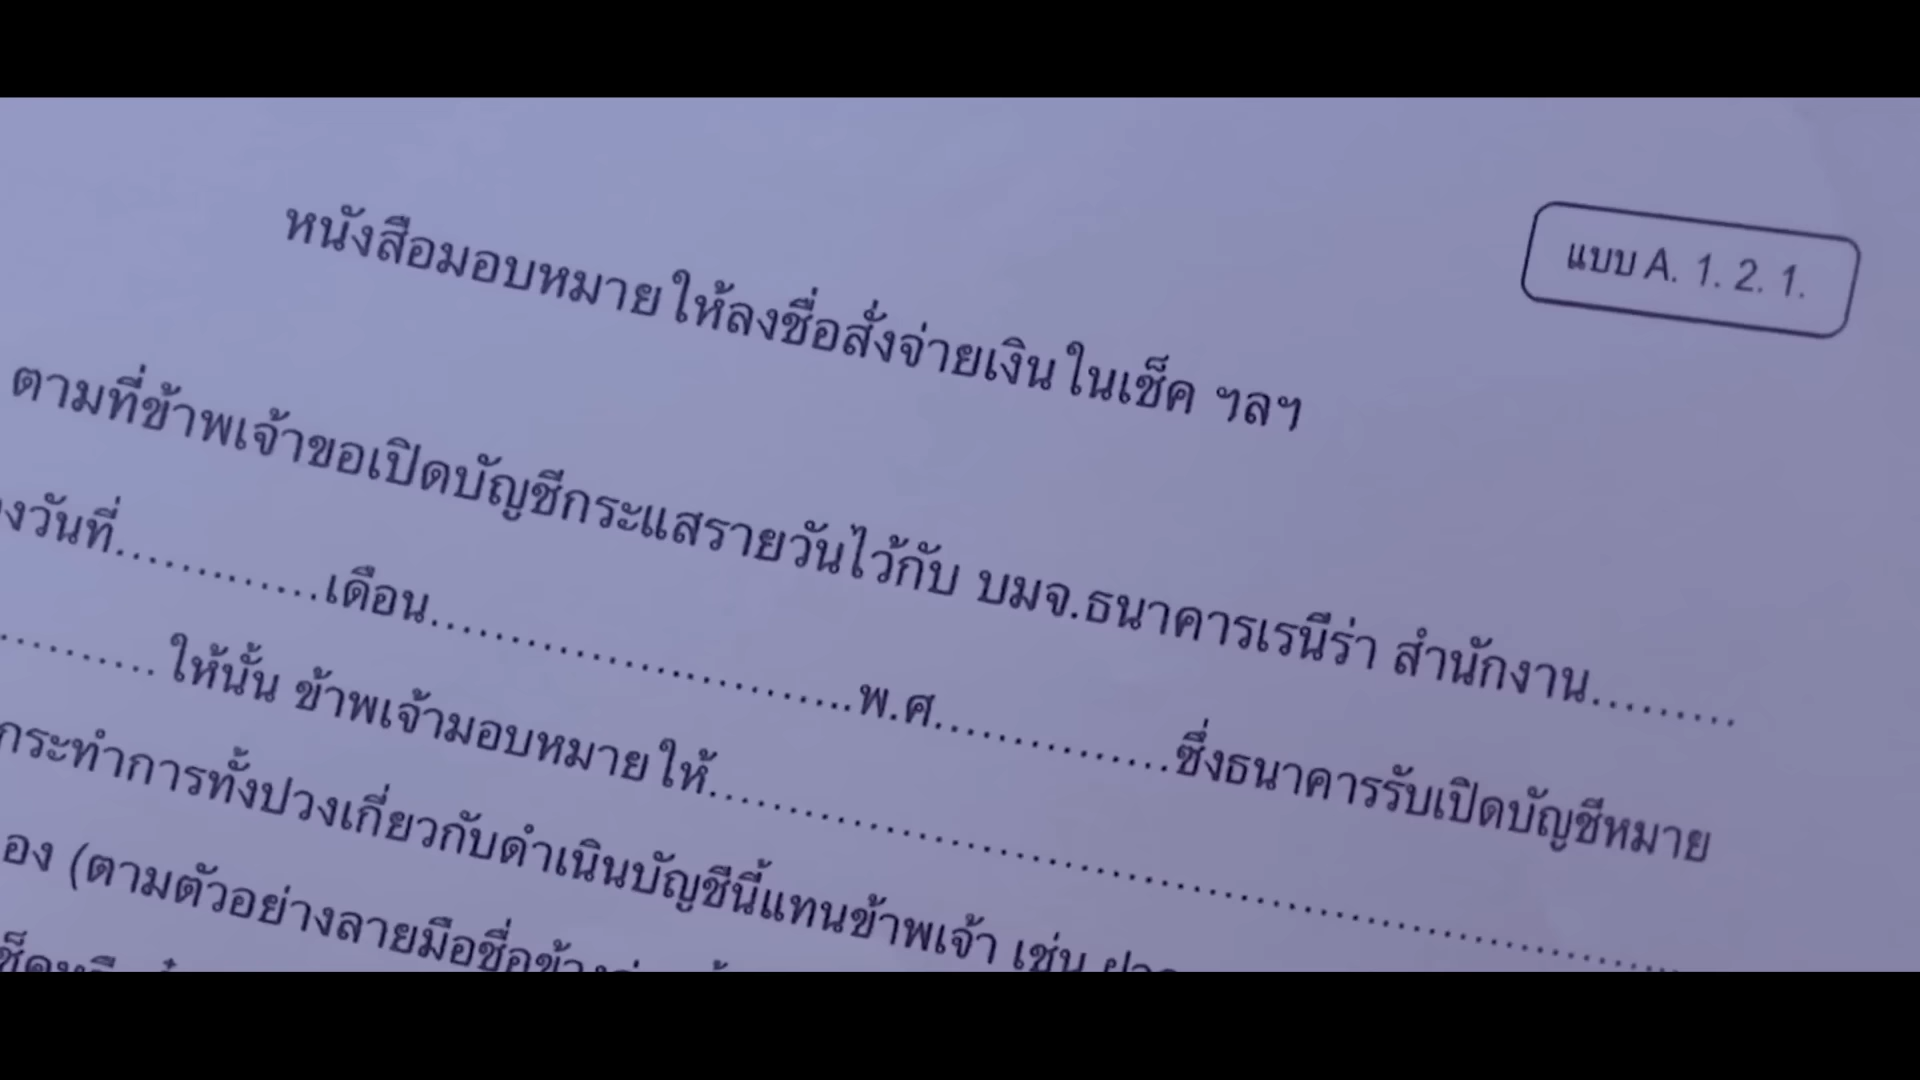 แบบ A. 1. 2. 1.
หนังสือมอบหมายให้ลงชื่อสั่งจ่ายเงินในเช็ค ฯลฯ
ตามที่ข้าพเจ้าขอเปิดบัญชีกระแสรายวันไว้กับ บมจ.ธนาคารเรนีร่า สำนักงาน.........
วันที่.............เดือน...........................พ.ศ...............ซึ่งธนาคารรับเปิดบัญชีหมาย
.......... ให้นั้น ข้าพเจ้ามอบหมายให้..............................................................
กระทำการทั้งปวงเกี่ยวกับดำเนินบัญชีนี้แทนข้าพเจ้า เช่น
(ตามตัวอย่างลายมือชื่อข้าง